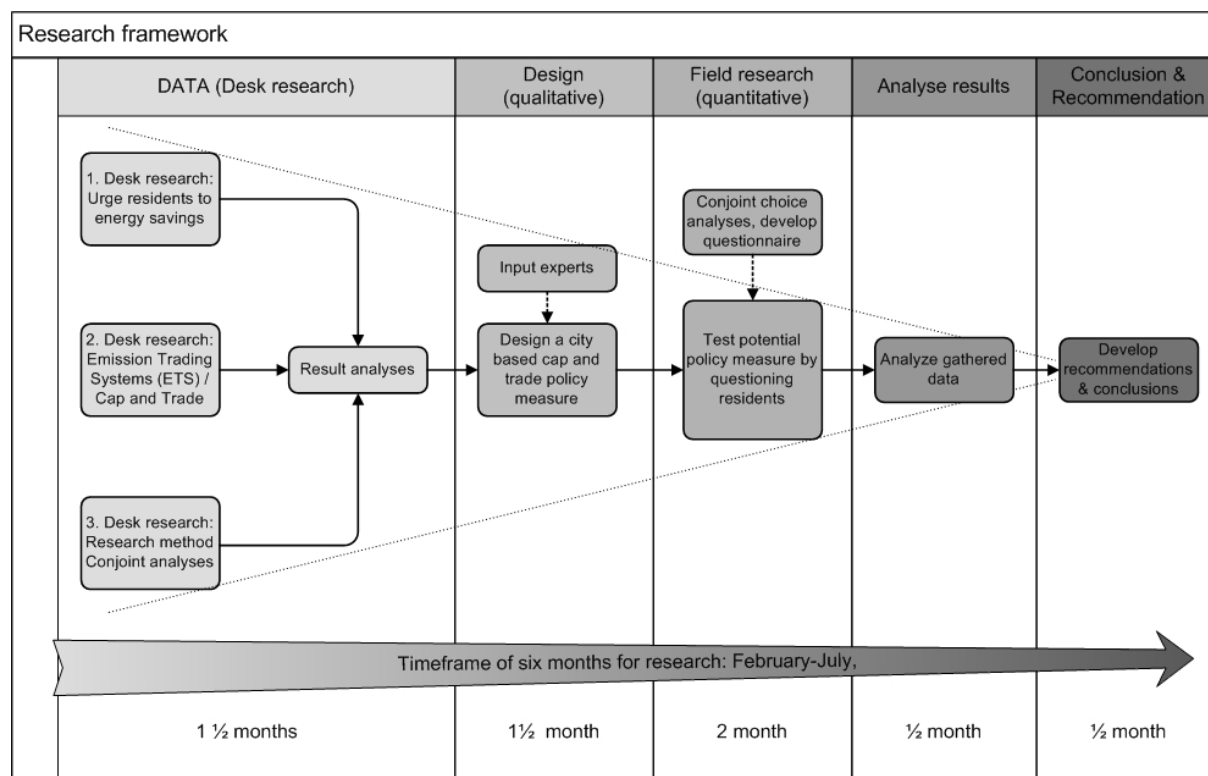 Research framework
DATA (Desk research)
Design
(qualitative)
Field research
(quantitative)
Analyse results
Conclusion &
Recommendation
1. Desk research:
Urge residents to
energy savings
2. Desk research:
Emission Trading
Systems (ETS) /
Cap and Trade
3. Desk research:
Research method
Conjoint analyses
Result analyses
Input experts
Design a city
based cap and
trade policy
measure
Conjoint choice
analyses, develop
questionnaire
Test potential
policy measure by
questioning
residents
Analyze gathered
data
Develop
recommendations
& conclusions
Timeframe of six months for research: February-July,
1 ½ months
1½ month
2 month
½ month
½ month